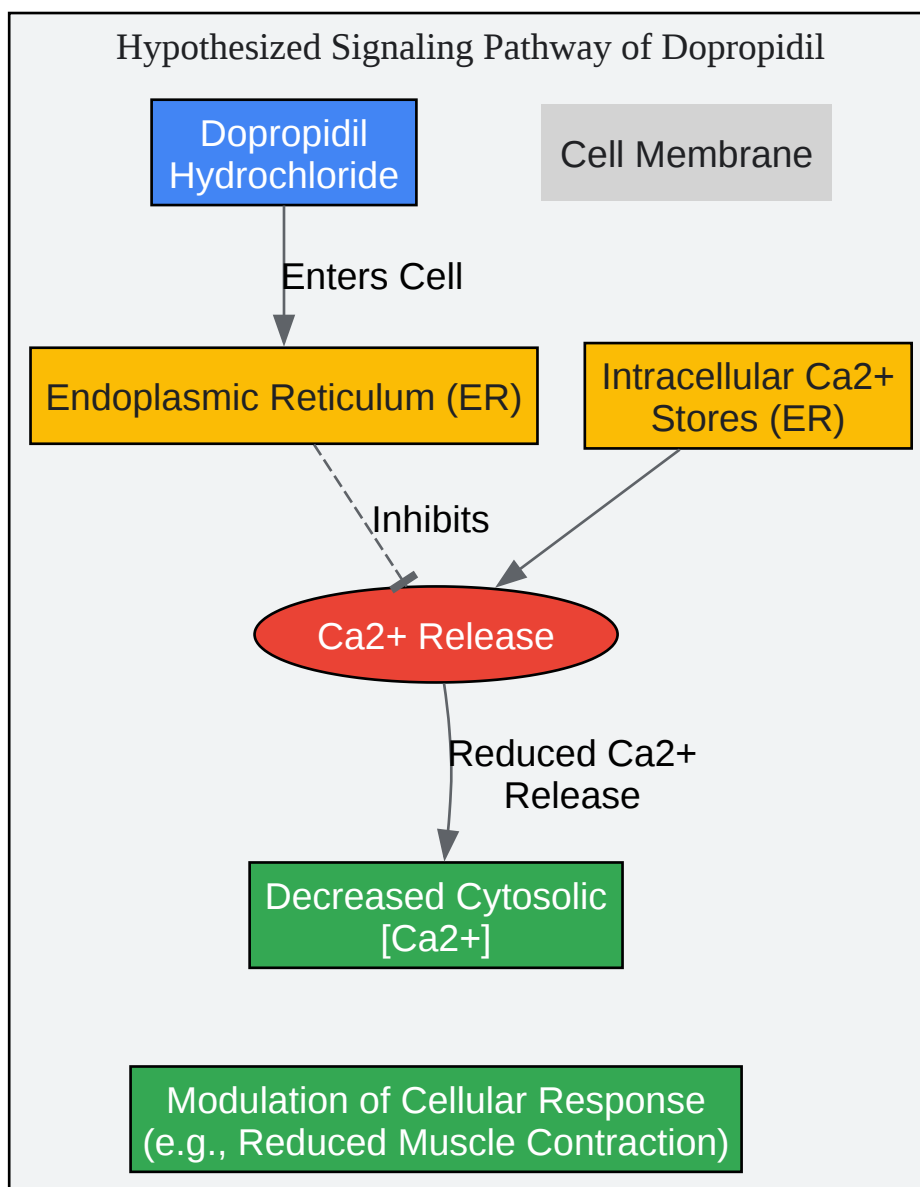 Hypothesized Signaling Pathway of Dopropidil
Dopropidil
Hydrochloride
Cell Membrane
Enters Cell
Endoplasmic Reticulum (ER)
Intracellular Ca2+
Stores (ER)
Inhibits
Ca2+ Release
Reduced Ca2+
Release
Decreased Cytosolic
[Ca2+]
Modulation of Cellular Response
(e.g., Reduced Muscle Contraction)